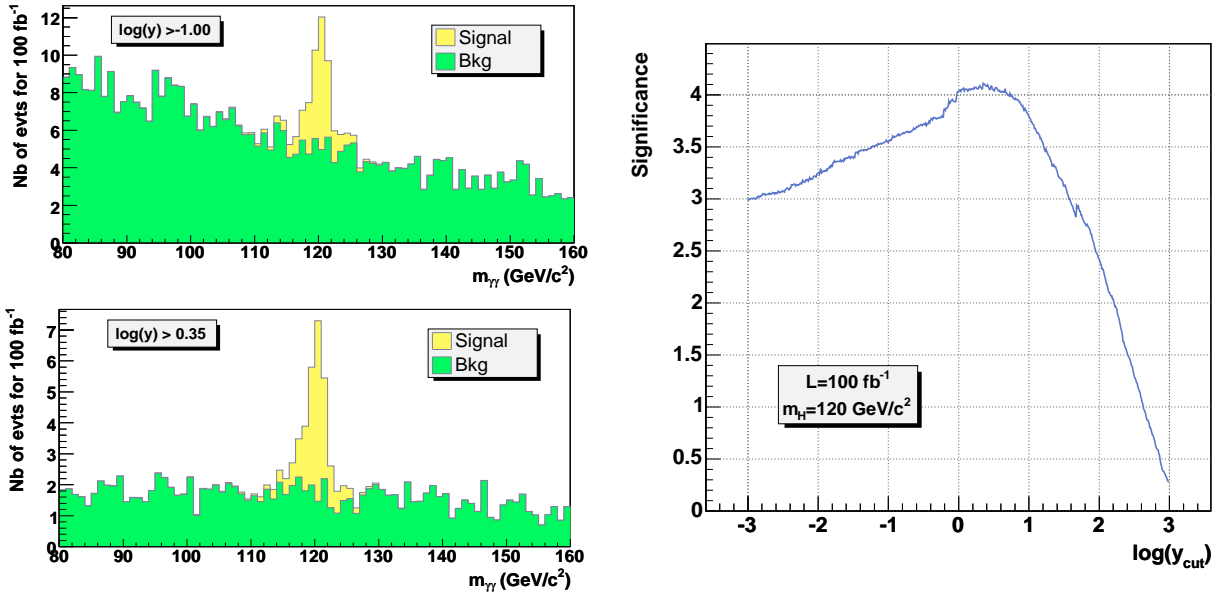 Nb of evts for 100 fb⁻¹
12
10
8
6
4
2
0
log(y) >-1.00
Signal
Bkg
80 90 100 110 120 130 140 150 160
m_γγ (GeV/c²)
Nb of evts for 100 fb⁻¹
7
6
5
4
3
2
1
0
log(y) > 0.35
Signal
Bkg
80 90 100 110 120 130 140 150 160
m_γγ (GeV/c²)
Significance
4
3.5
3
2.5
2
1.5
1
0.5
0
L=100 fb⁻¹
m_H=120 GeV/c²
-3 -2 -1 0 1 2 3
log(y_cut)